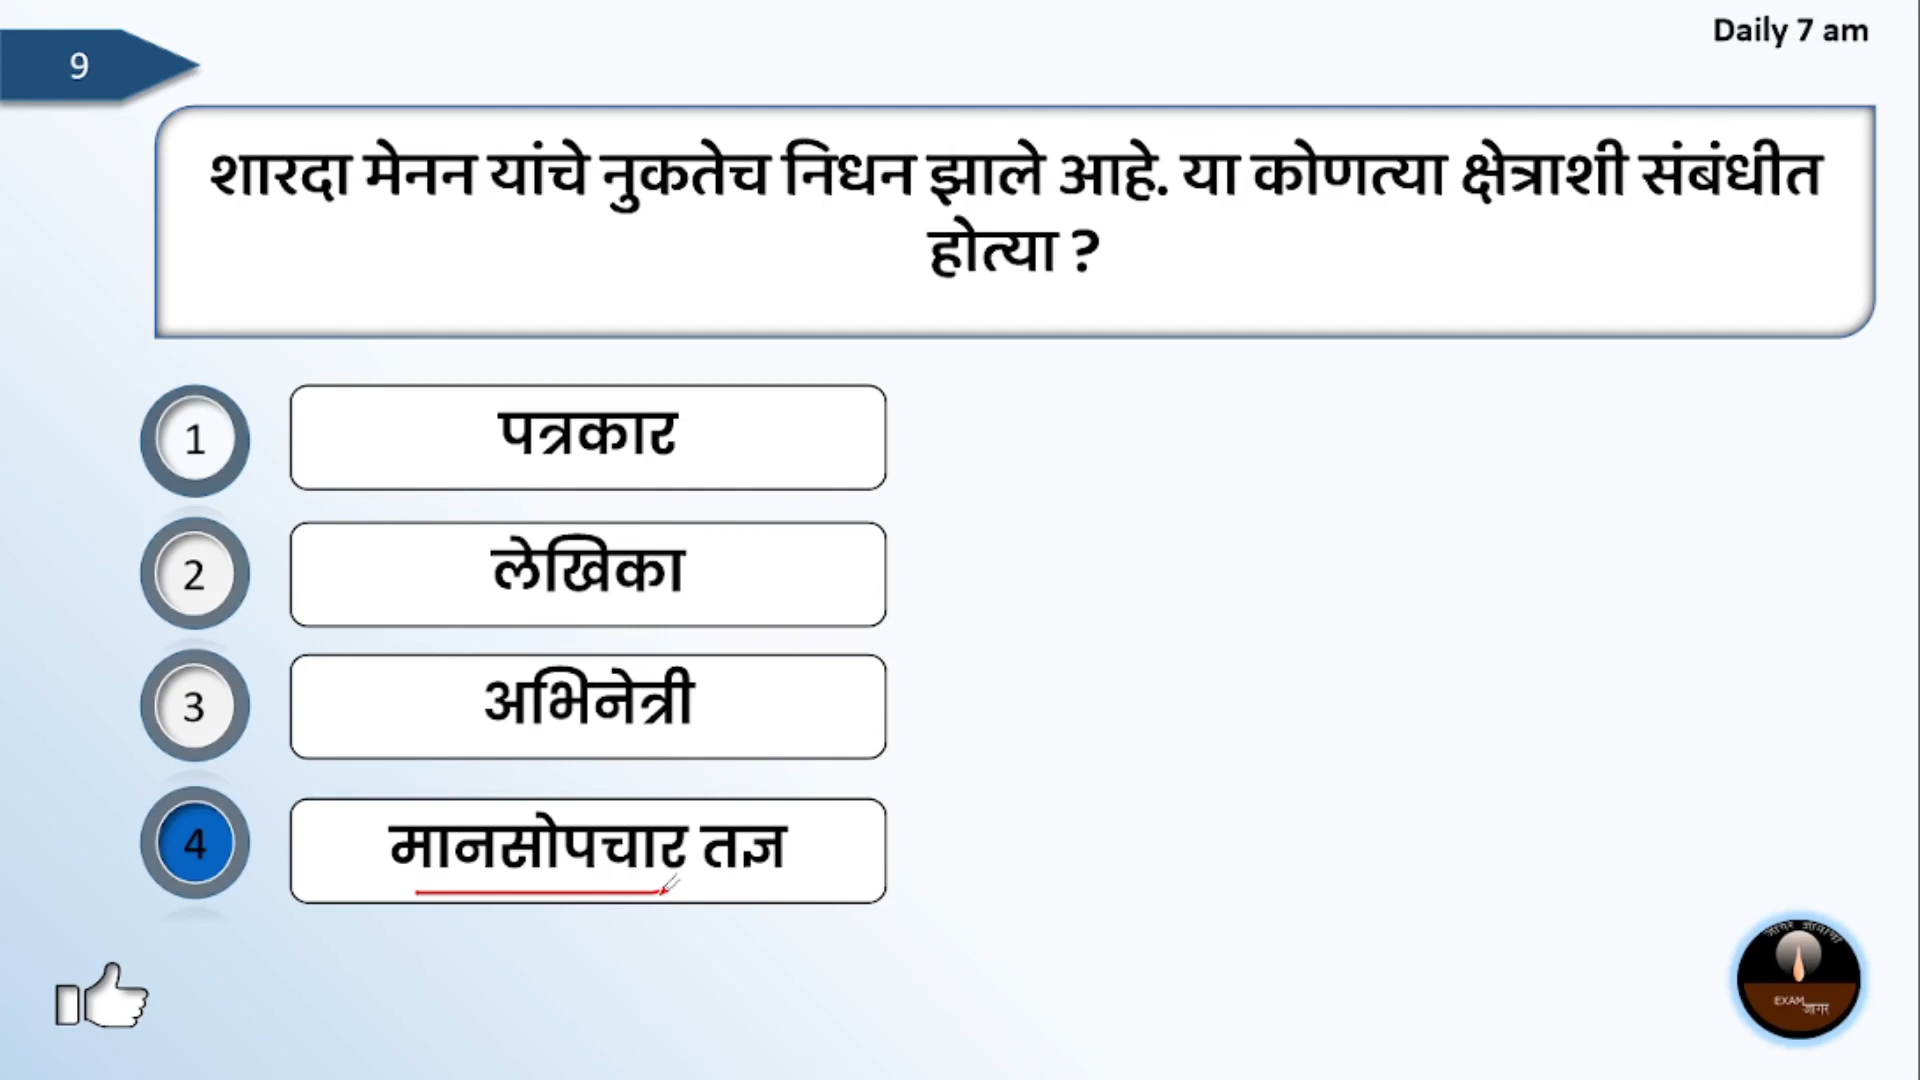 Daily 7 am
9
शारदा मेनन यांचे नुकतेच निधन झाले आहे. या कोणत्या क्षेत्राशी संबंधीत
होत्या ?
1
पत्रकार
2
लेखिका
3
अभिनेत्री
4
मानसोपचार तज्ञ
EXAM
जागर